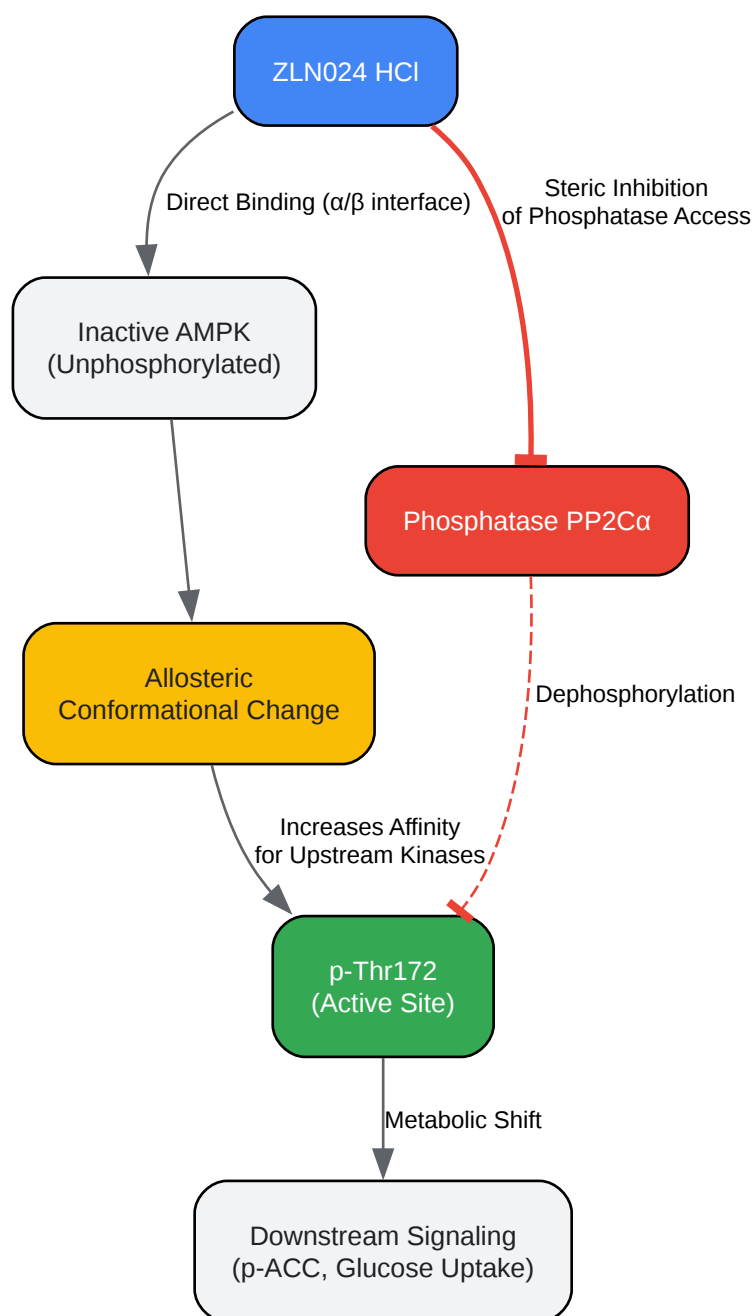 ZLN024 HCl
Direct Binding (α/β interface)
Steric Inhibition
of Phosphatase Access
Inactive AMPK
(Unphosphorylated)
Phosphatase PP2Cα
Allosteric
Conformational Change
Dephosphorylation
Increases Affinity
for Upstream Kinases
p-Thr172
(Active Site)
Metabolic Shift
Downstream Signaling
(p-ACC, Glucose Uptake)